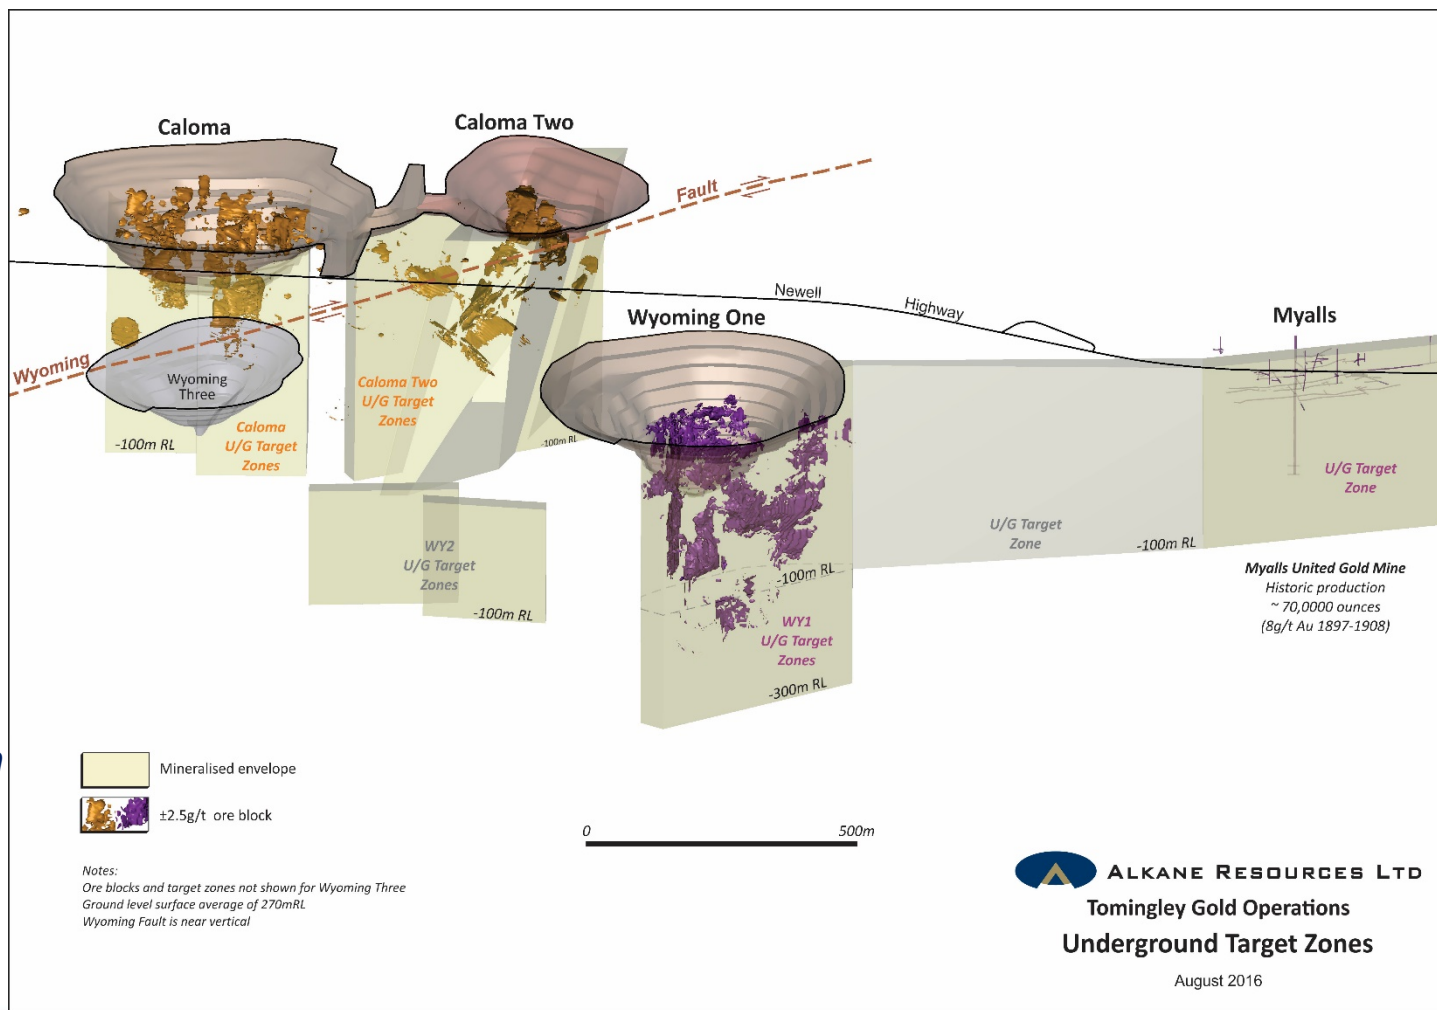 Caloma
Caloma Two
Fault
Newell
Highway
Wyoming One
Myalls
Wyoming
Wyoming
Three
Caloma Two
U/G Target
Zones
-100m RL
Caloma
U/G Target
Zones
-100m RL
WY2
U/G Target
Zones
-100m RL
-100m RL
WY1
U/G Target
Zones
-300m RL
U/G Target
Zone
-100m RL
U/G Target
Zone
Myalls United Gold Mine
Historic production
~ 70,0000 ounces
(8g/t Au 1897-1908)
Mineralised envelope
±2.5g/t ore block
0 500m
Notes:
Ore blocks and target zones not shown for Wyoming Three
Ground level surface average of 270mRL
Wyoming Fault is near vertical
ALKANE RESOURCES LTD
Tomingley Gold Operations
Underground Target Zones
August 2016